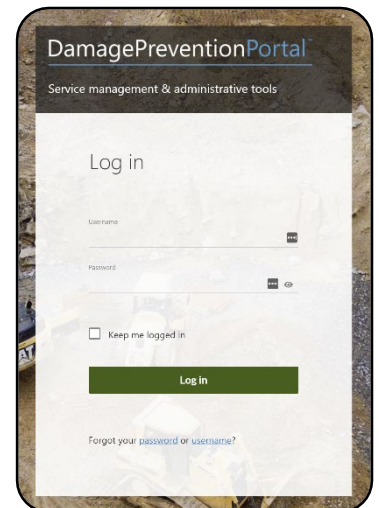 DamagePreventionPortal™
Service management & administrative tools
Log in
Username
Password
Keep me logged in
Log in
Forgot your password or username?